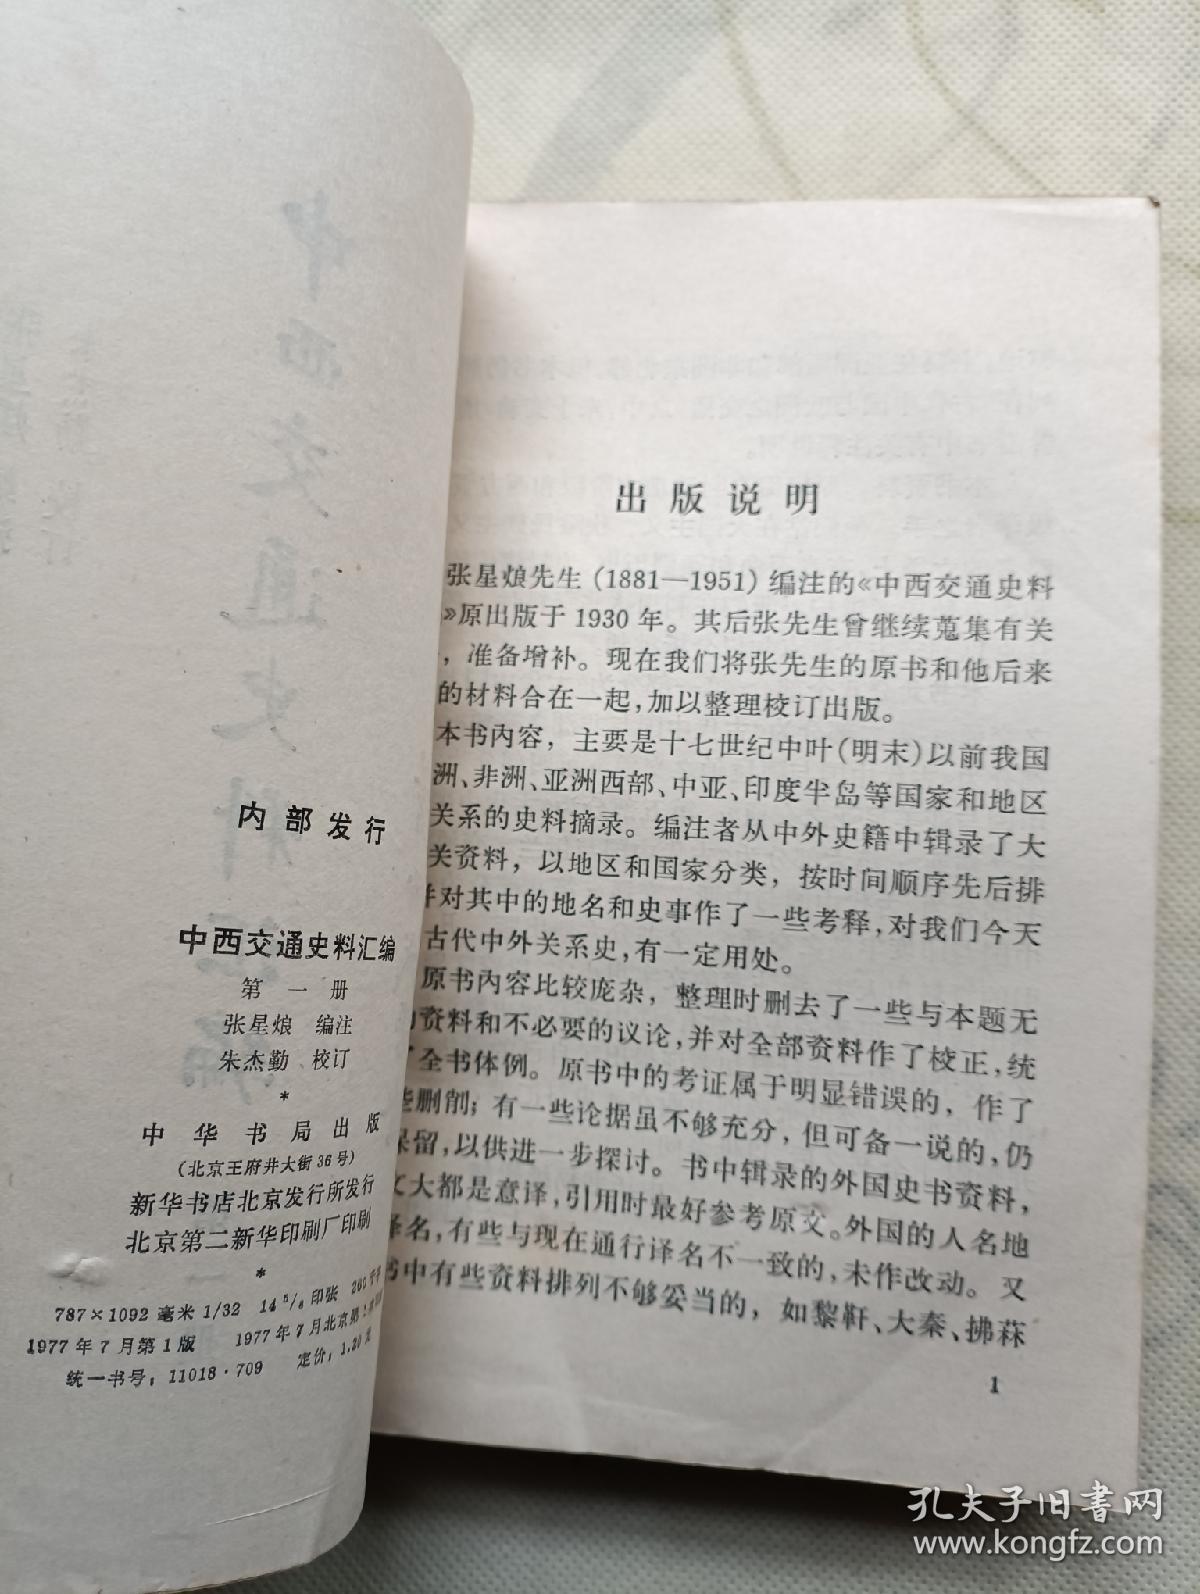 内部发行
中西交通史料汇编
第一册
张星烺 编注
朱杰勤 校订
*
中华书局出版
(北京王府井大街36号)
新华书店北京发行所发行
北京第二新华印刷厂印刷
*
787×1092 毫米 1/32 印张
1977年7月第1版 1977年7月北京第
统一书号：11018·709 定价：1.20元
出版说明
张星烺先生(1881—1951)编注的《中西交通史料
》原出版于1930年。其后张先生曾继续蒐集有关
，准备增补。现在我们将张先生的原书和他后来
的材料合在一起，加以整理校订出版。
本书内容，主要是十七世纪中叶(明末)以前我国
洲、非洲、亚洲西部、中亚、印度半岛等国家和地区
关系的史料摘录。编注者从中外史籍中辑录了大
关资料，以地区和国家分类，按时间顺序先后排
并对其中的地名和史事作了一些考释，对我们今天
古代中外关系史，有一定用处。
原书内容比较庞杂，整理时删去了一些与本题无
的资料和不必要的议论，并对全部资料作了校正，统
了全书体例。原书中的考证属于明显错误的，作了
些删削；有一些论据虽不够充分，但可备一说的，仍
保留，以供进一步探讨。书中辑录的外国史书资料，
文大都是意译，引用时最好参考原文。外国的人名地
译名，有些与现在通行译名不一致的，未作改动。又
书中有些资料排列不够妥当的，如黎靬、大秦、拂菻
1
孔夫子旧书网
www.kongfz.com